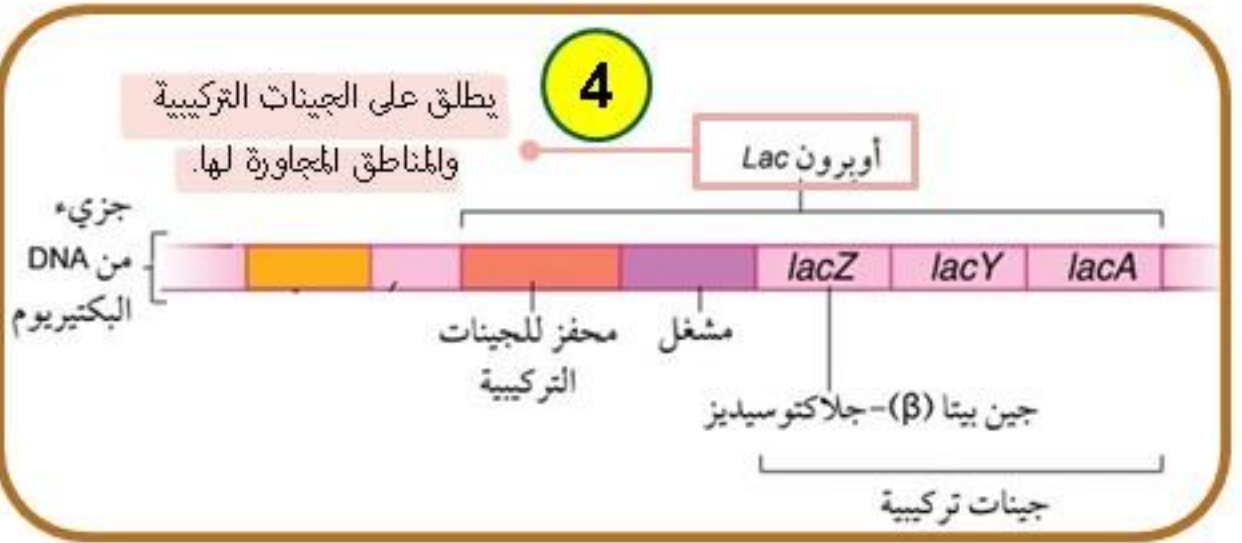 4
يطلق على الجينات التركيبية
والمناطق المجاورة لها.
أوبرون Lac
جزيء
من DNA
البكتيريوم
lacZ
lacY
lacA
محفز للجينات
التركيبية
مشغل
جين بيتا (β)-جلاكتوسيديز
جينات تركيبية